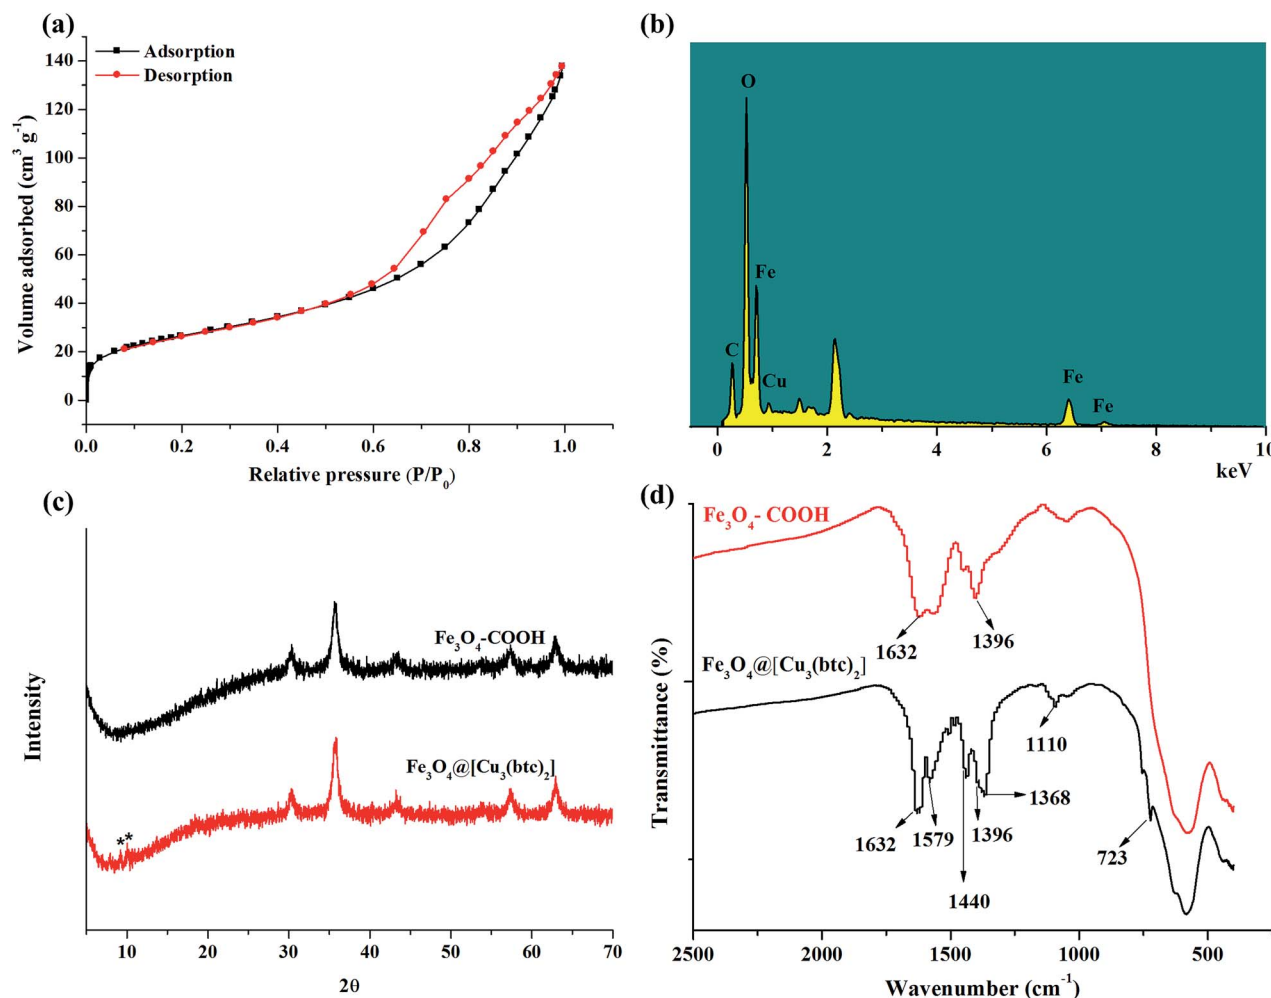 (a)
Adsorption
Desorption
Volume adsorbed (cm³ g⁻¹)
140
120
100
80
60
40
20
0
0.0 0.2 0.4 0.6 0.8 1.0
Relative pressure (P/P₀)
(b)
O
Fe
C
Cu
Fe
Fe
0 2 4 6 8 10
keV
(c)
Intensity
Fe₃O₄-COOH
Fe₃O₄@[Cu₃(btc)₂]
**
10 20 30 40 50 60 70
2θ
(d)
Transmittance (%)
Fe₃O₄- COOH
1632
1396
Fe₃O₄@[Cu₃(btc)₂]
1110
1632
1579
1396
1368
1440
723
2500 2000 1500 1000 500
Wavenumber (cm⁻¹)